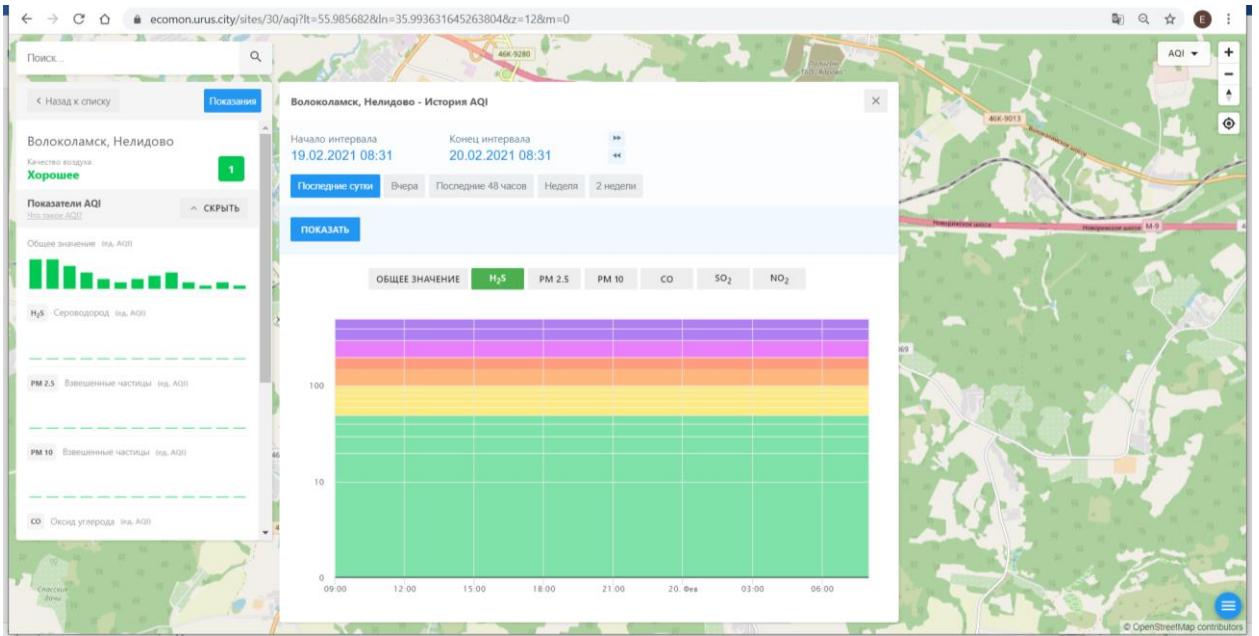 ecomon.urus.city/sites/30/aqi?lt=55.985682&ln=35.993631645263804&z=12&m=0
E
Поиск...
46К-9280
AQI
+
−
Назад к списку
Показания
Волоколамск, Нелидово
Качество воздуха
Хорошее
1
Показатели AQI
Что такое AQI?
СКРЫТЬ
Общее значение (ед. AQI)
H₂S Сероводород (ед. AQI)
PM 2.5 Взвешенные частицы (ед. AQI)
PM 10 Взвешенные частицы (ед. AQI)
CO Оксид углерода (ед. AQI)
Волоколамск, Нелидово - История AQI
Начало интервала
Конец интервала
19.02.2021 08:31
20.02.2021 08:31
Последние сутки
Вчера
Последние 48 часов
Неделя
2 недели
ПОКАЗАТЬ
ОБЩЕЕ ЗНАЧЕНИЕ
H₂S
PM 2.5
PM 10
CO
SO₂
NO₂
100
10
0
09:00
12:00
15:00
18:00
21:00
20. Фев
03:00
06:00
46К-9013
Волоколамское шоссе
Новорижское шоссе
Новорижское шоссе
М-9
© OpenStreetMap contributors